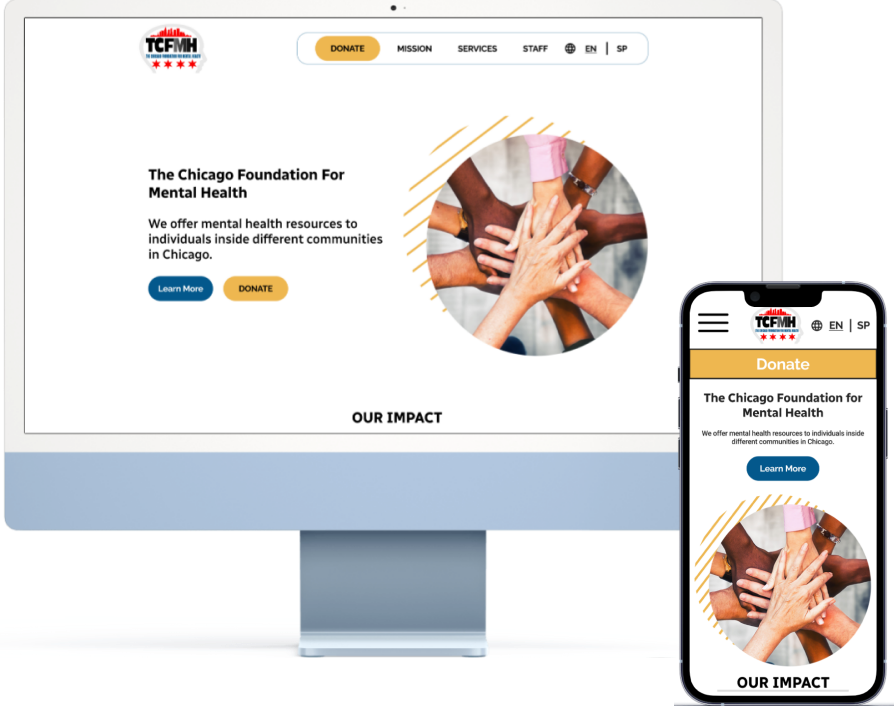 TCFMH
DONATE MISSION SERVICES STAFF EN | SP
The Chicago Foundation For
Mental Health
We offer mental health resources to
individuals inside different communities
in Chicago.
Learn More DONATE
OUR IMPACT
TCFMH EN | SP
Donate
The Chicago Foundation for
Mental Health
We offer mental health resources to individuals inside
different communities in Chicago.
Learn More
OUR IMPACT